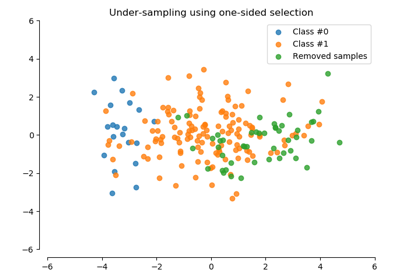 Under-sampling using one-sided selection
Class #0
Class #1
Removed samples
6
4
2
0
−2
−4
−6
−6 −4 −2 0 2 4 6